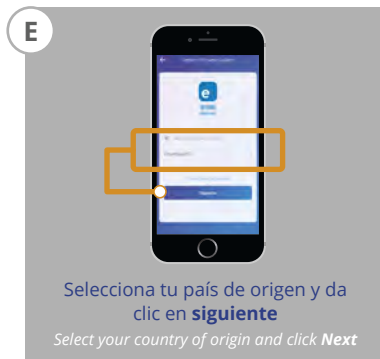 E
e
Selecciona tu país de origen y da
clic en siguiente
Select your country of origin and click Next